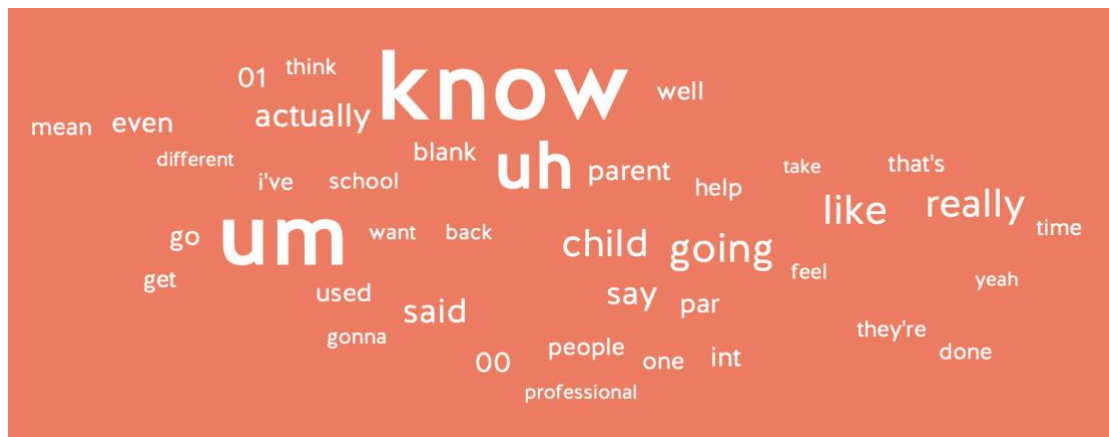 know
01 think
well
actually
mean even
blank
different
uh parent
take that's
i've school
help
like really
um want back
go
time
child going
get
feel
yeah
used
say par
said
gonna
they're
00 people one int
done
professional